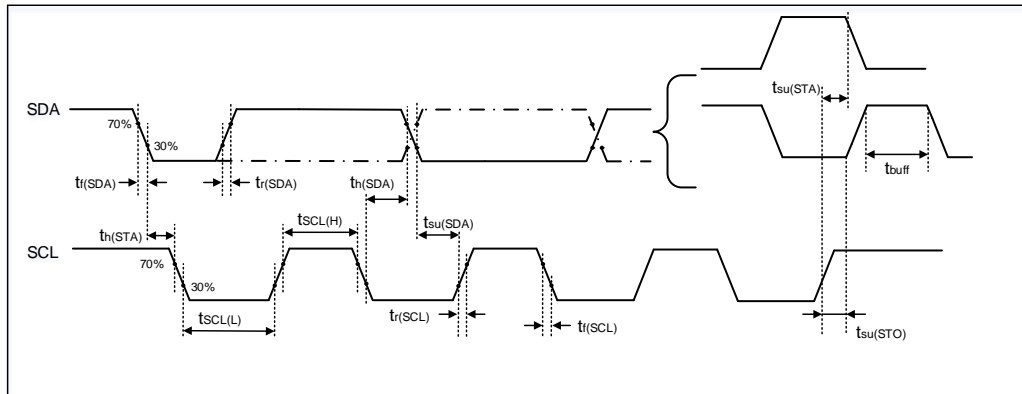 tsu(STA)
SDA
70%
30%
tbuff
tf(SDA)
tr(SDA)
th(SDA)
th(STA)
tSCL(H)
tsu(SDA)
SCL
70%
30%
tSCL(L)
tr(SCL)
tf(SCL)
tsu(STO)